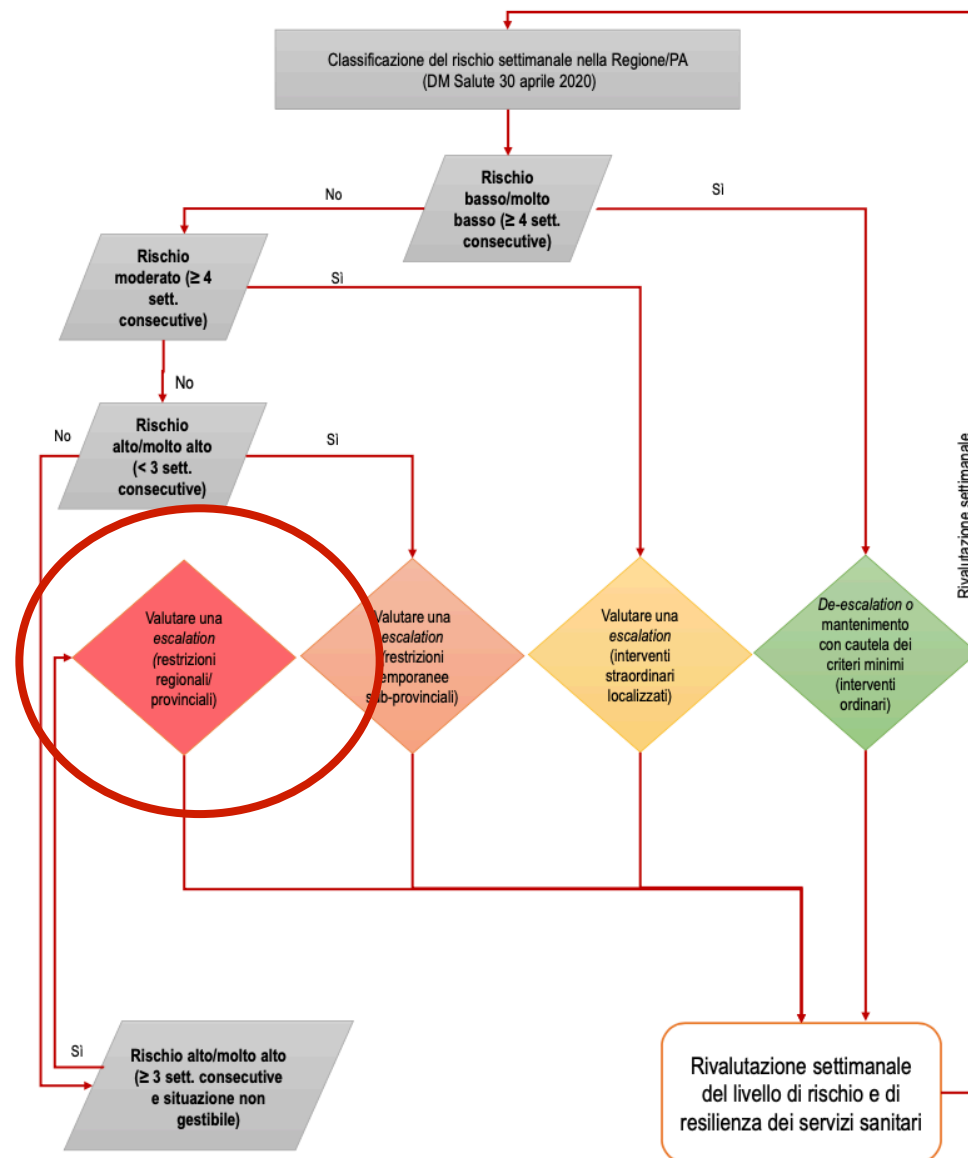 Classificazione del rischio settimanale nella Regione/PA
(DM Salute 30 aprile 2020)
Rischio
basso/molto
basso (≥ 4 sett.
consecutive)
No
Sì
Rischio
moderato (≥ 4
sett.
consecutive)
Sì
No
Rischio
alto/molto alto
(< 3 sett.
consecutive)
No
Sì
Valutare una
escalation
(restrizioni
regionali/
provinciali)
Valutare una
escalation
(restrizioni
temporanee
sub-provinciali)
Valutare una
escalation
(interventi
straordinari
localizzati)
De-escalation o
mantenimento
con cautela dei
criteri minimi
(interventi
ordinari)
Rivalutazione settimanale
Sì
Rischio alto/molto alto
(≥ 3 sett. consecutive
e situazione non
gestibile)
Rivalutazione settimanale
del livello di rischio e di
resilienza dei servizi sanitari